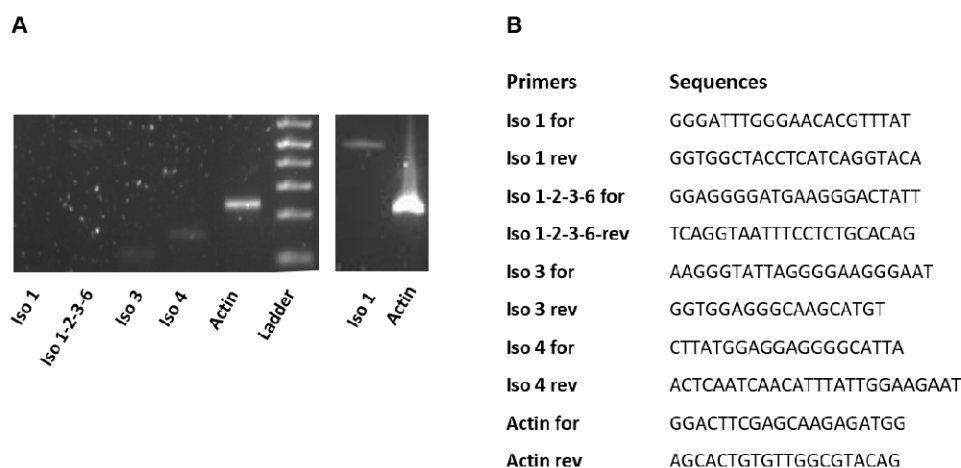 A
B
Primers Sequences
Iso 1 for GGGATTTGGGAACACGTTTAT
Iso 1 rev GGTGGCTACCTCATCAGGTACA
Iso 1-2-3-6 for GGAGGGGATGAAGGGACTATT
Iso 1-2-3-6-rev TCAGGTAATTTCCTCTGCACAG
Iso 3 for AAGGGTATTAGGGGAAGGGAAT
Iso 3 rev GGTGGAGGGCAAGCATGT
Iso 4 for CTTATGGAGGAGGGGCATTA
Iso 4 rev ACTCAATCAACATTTATTGGAAGAAT
Actin for GGACTTCGAGCAAGAGATGG
Actin rev AGCACTGTGTTGGCGTACAG
Iso 1
Iso 1-2-3-6
Iso 3
Iso 4
Actin
Ladder
Iso 1
Actin